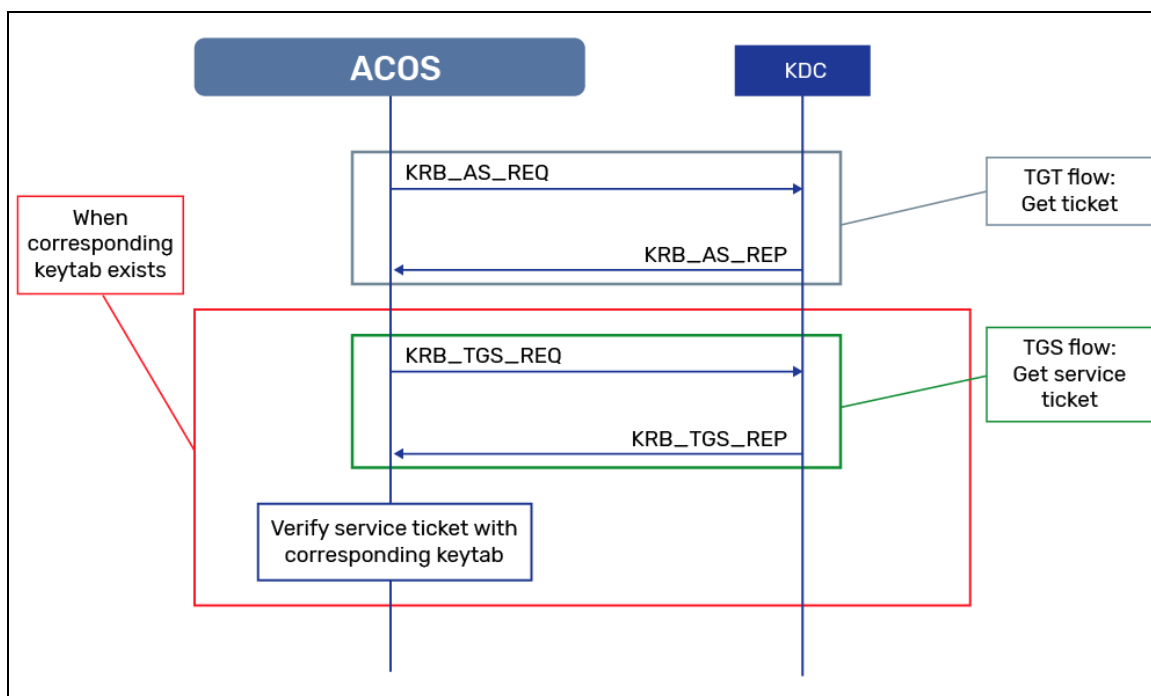 ACOS
KDC
KRB_AS_REQ
TGT flow:
Get ticket
When
corresponding
keytab exists
KRB_AS_REP
KRB_TGS_REQ
TGS flow:
Get service
ticket
KRB_TGS_REP
Verify service ticket with
corresponding keytab